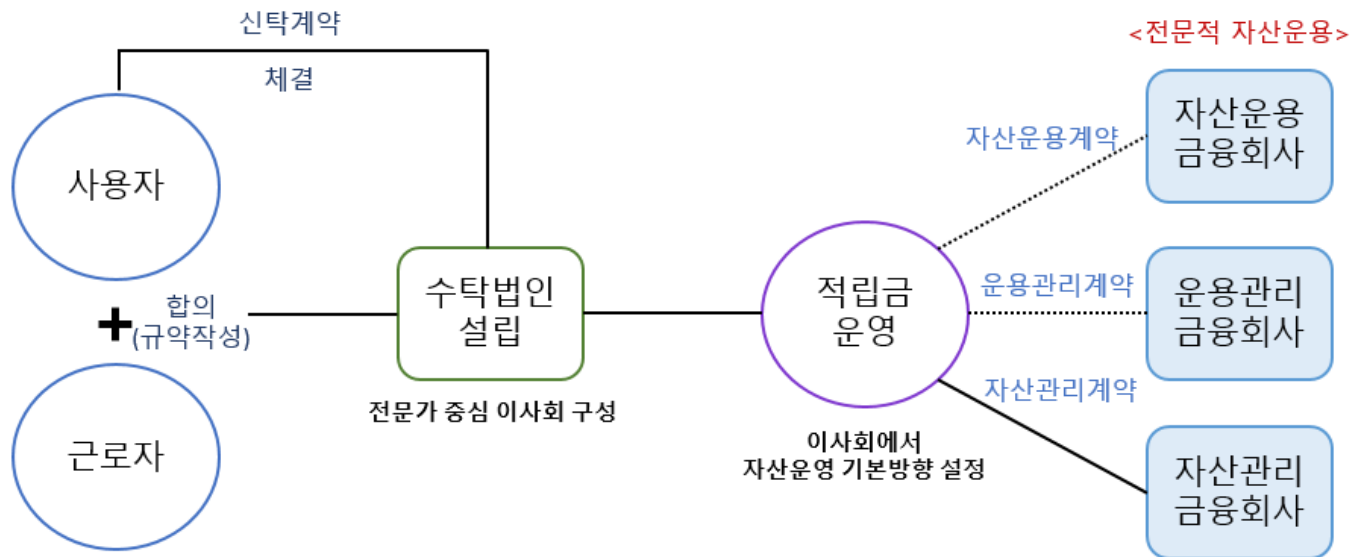 신탁계약
체결
사용자
+
합의
(규약작성)
근로자
수탁법인
설립
전문가 중심 이사회 구성
적립금
운영
이사회에서
자산운영 기본방향 설정
<전문적 자산운용>
자산운용계약
자산운용
금융회사
운용관리계약
운용관리
금융회사
자산관리계약
자산관리
금융회사